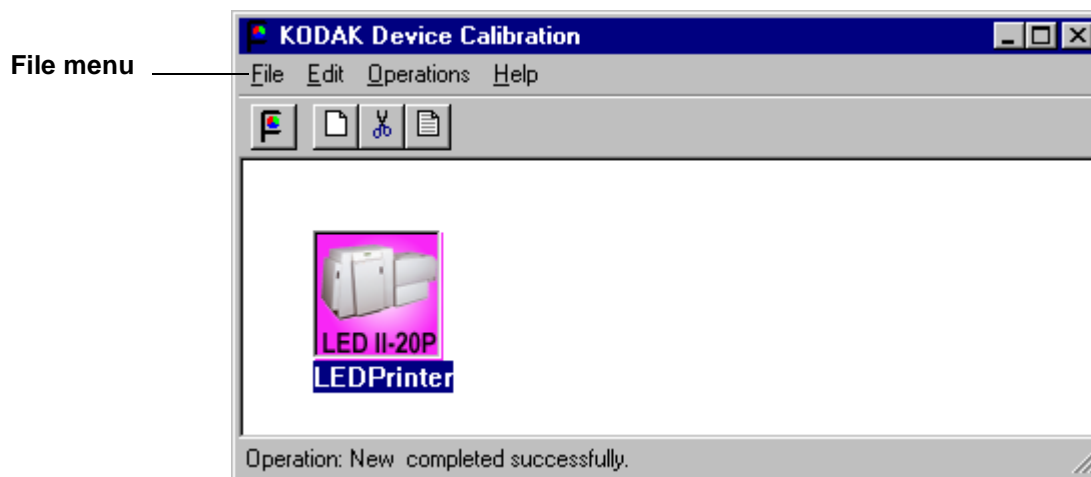 KODAK Device Calibration
File menu
File Edit Operations Help
LED II-20P
LEDPrinter
Operation: New completed successfully.